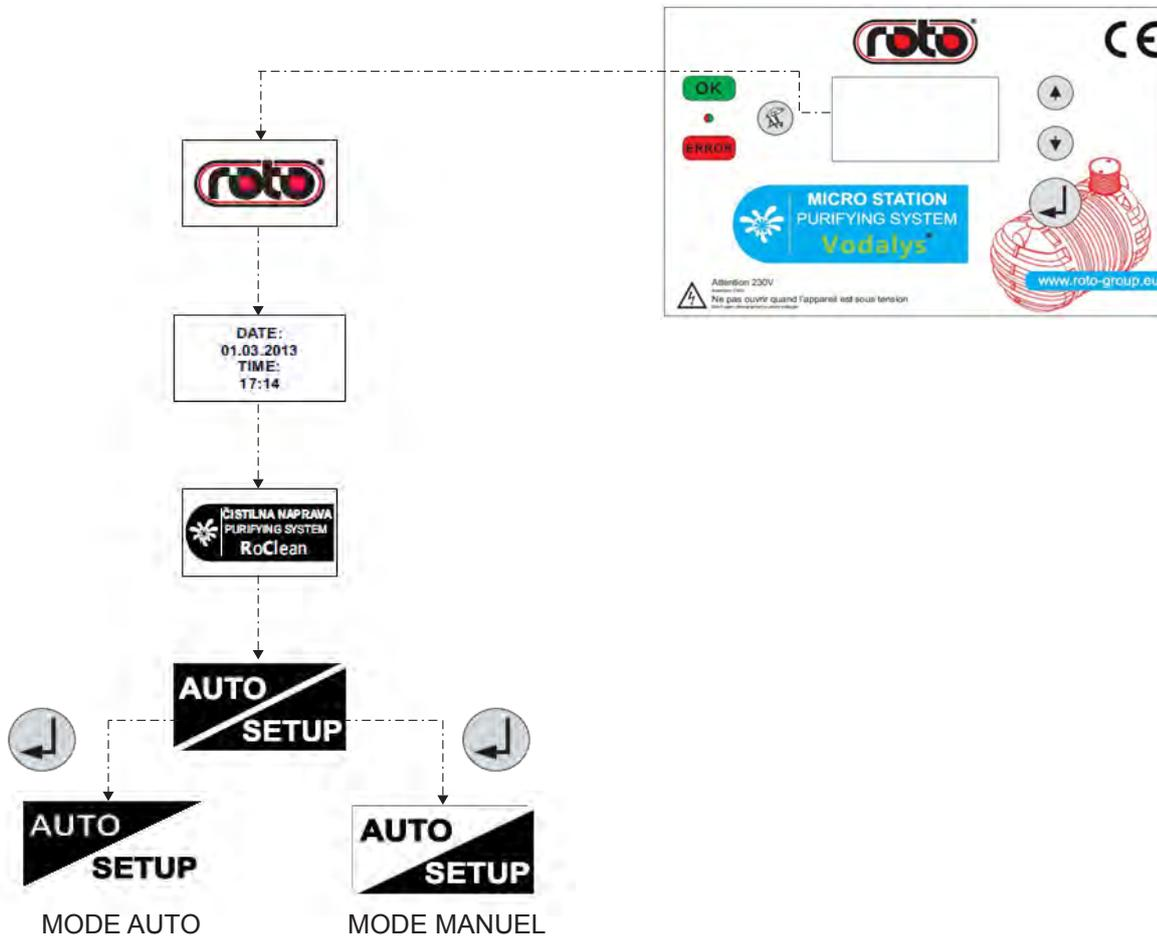 roto
CE
OK
ERROR
MICRO STATION
PURIFYING SYSTEM
Vodalys
www.roto-group.eu
Attention 230V
Ne pas ouvrir quand l'appareil est sous tension
roto
DATE:
01.03.2013
TIME:
17:14
ČISTILNA NAPRAVA
PURIFYING SYSTEM
RoClean
AUTO
SETUP
AUTO
SETUP
MODE AUTO
AUTO
SETUP
MODE MANUEL